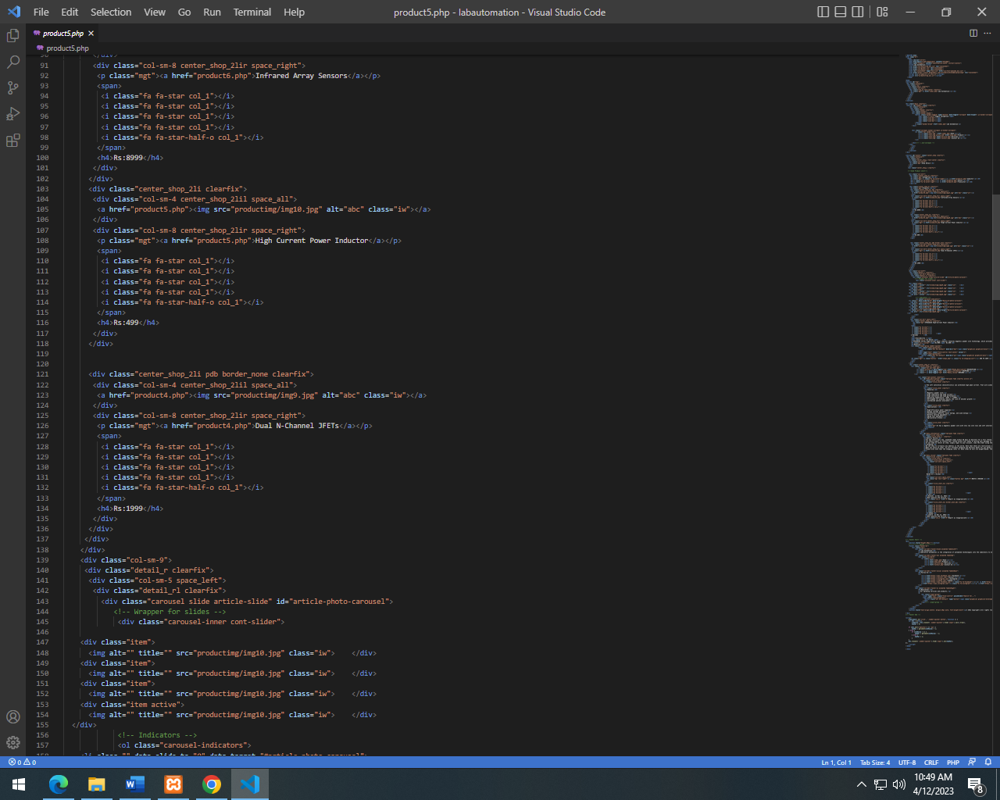 File Edit Selection View Go Run Terminal Help product5.php - labautomation - Visual Studio Code
product5.php
product5.php
90 </div>
91 <div class="col-sm-8 center_shop_2lir space_right">
92 <p class="mgt"><a href="product6.php">Infrared Array Sensors</a></p>
93 <span>
94 <i class="fa fa-star col_1"></i>
95 <i class="fa fa-star col_1"></i>
96 <i class="fa fa-star col_1"></i>
97 <i class="fa fa-star col_1"></i>
98 <i class="fa fa-star-half-o col_1"></i>
99 </span>
100 <h4>Rs:8999</h4>
101 </div>
102 </div>
103 <div class="center_shop_2li clearfix">
104 <div class="col-sm-4 center_shop_2lil space_all">
105 <a href="product5.php"><img src="productimg/img10.jpg" alt="abc" class="iw"></a>
106 </div>
107 <div class="col-sm-8 center_shop_2lir space_right">
108 <p class="mgt"><a href="product5.php">High Current Power Inductor</a></p>
109 <span>
110 <i class="fa fa-star col_1"></i>
111 <i class="fa fa-star col_1"></i>
112 <i class="fa fa-star col_1"></i>
113 <i class="fa fa-star col_1"></i>
114 <i class="fa fa-star-half-o col_1"></i>
115 </span>
116 <h4>Rs:499</h4>
117 </div>
118 </div>
119
120
121 <div class="center_shop_2li pdb border_none clearfix">
122 <div class="col-sm-4 center_shop_2lil space_all">
123 <a href="product4.php"><img src="productimg/img9.jpg" alt="abc" class="iw"></a>
124 </div>
125 <div class="col-sm-8 center_shop_2lir space_right">
126 <p class="mgt"><a href="product4.php">Dual N-Channel JFETs</a></p>
127 <span>
128 <i class="fa fa-star col_1"></i>
129 <i class="fa fa-star col_1"></i>
130 <i class="fa fa-star col_1"></i>
131 <i class="fa fa-star col_1"></i>
132 <i class="fa fa-star-half-o col_1"></i>
133 </span>
134 <h4>Rs:1999</h4>
135 </div>
136 </div>
137 </div>
138 </div>
139 <div class="col-sm-9">
140 <div class="detail_r clearfix">
141 <div class="col-sm-5 space_left">
142 <div class="detail_rl clearfix">
143 <div class="carousel slide article-slide" id="article-photo-carousel">
144 <!-- Wrapper for slides -->
145 <div class="carousel-inner cont-slider">
146
147 <div class="item">
148 <img alt="" title="" src="productimg/img10.jpg" class="iw"> </div>
149 <div class="item">
150 <img alt="" title="" src="productimg/img10.jpg" class="iw"> </div>
151 <div class="item">
152 <img alt="" title="" src="productimg/img10.jpg" class="iw"> </div>
153 <div class="item active">
154 <img alt="" title="" src="productimg/img10.jpg" class="iw"> </div>
155 </div>
156 <!-- Indicators -->
157 <ol class="carousel-indicators">
158 <li class="" data-slide-to="0" data-target="#article-photo-carousel">
0 0 Ln 1, Col 1 Tab Size: 4 UTF-8 CRLF PHP
10:49 AM
4/12/2023
8